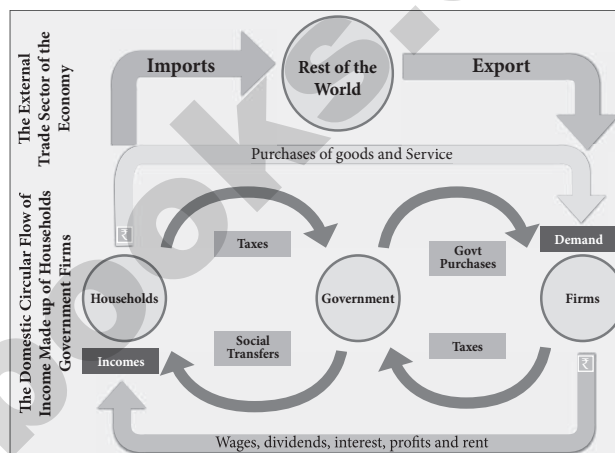 The External
Trade Sector of the
Economy
Imports
Rest of the
World
Export
Purchases of goods and Service
The Domestic Circular Flow of
Income Made up of Households
Government Firms
₹
Taxes
Govt
Purchases
Demand
Households
Government
Firms
Incomes
Social
Transfers
Taxes
₹
Wages, dividends, interest, profits and rent
ooks.